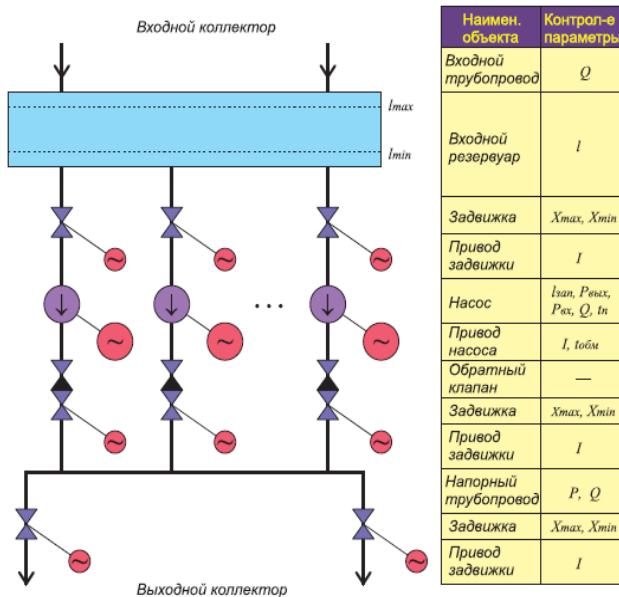 Входной коллектор
lmax
lmin
~
~
~
~
~
~
...
~
~
~
~
~
Выходной коллектор
Наимен. объекта
Контрол-е параметры
Входной трубопровод
Q
Входной резервуар
l
Задвижка
Xmax, Xmin
Привод задвижки
I
Насос
lзап, Pвых,
Pвх, Q, tп
Привод насоса
I, tобм
Обратный клапан
—
Задвижка
Xmax, Xmin
Привод задвижки
I
Напорный трубопровод
P, Q
Задвижка
Xmax, Xmin
Привод задвижки
I